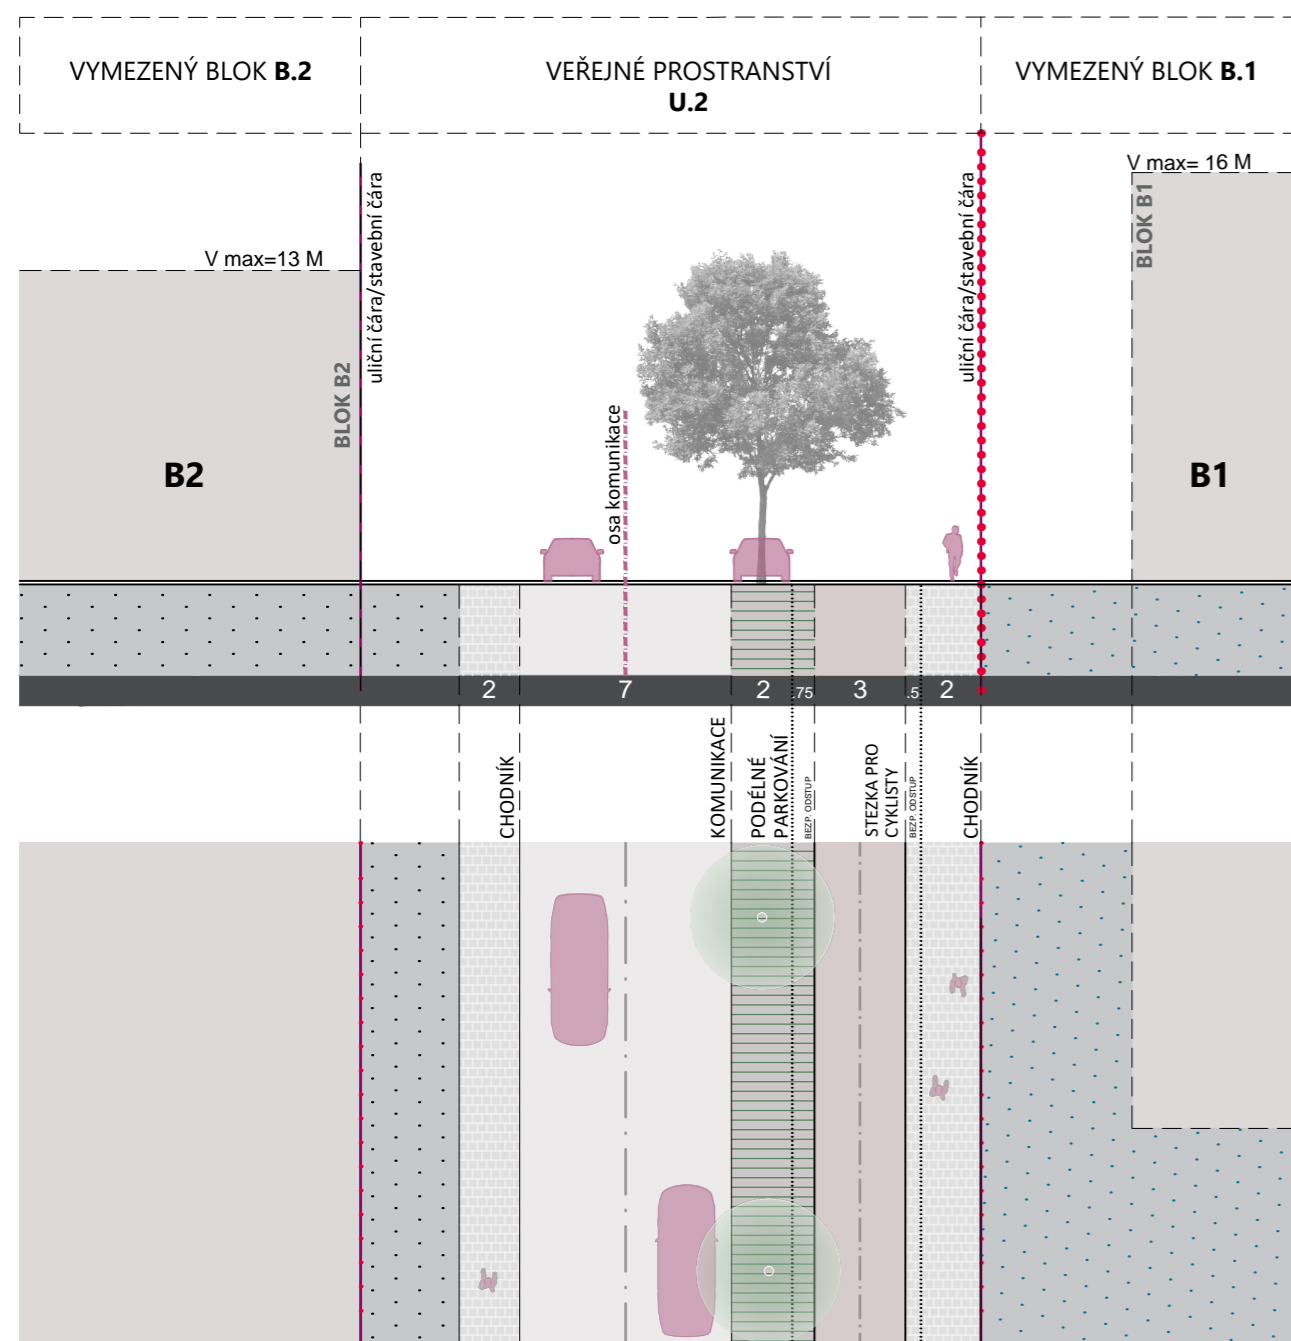 VYMEZENÝ BLOK B.2
VEŘEJNÉ PROSTRANSTVÍ
U.2
VYMEZENÝ BLOK B.1
V max= 16 M
BLOK B1
uliční čára/stavební čára
uliční čára/stavební čára
V max=13 M
BLOK B2
osa komunikace
B2
B1
2
7
2
.75
3
.5
2
CHODNÍK
KOMUNIKACE
PODÉLNÉ
PARKOVÁNÍ
BEZP. ODSTUP
STEZKA PRO
CYKLISTY
BEZP. ODSTUP
CHODNÍK